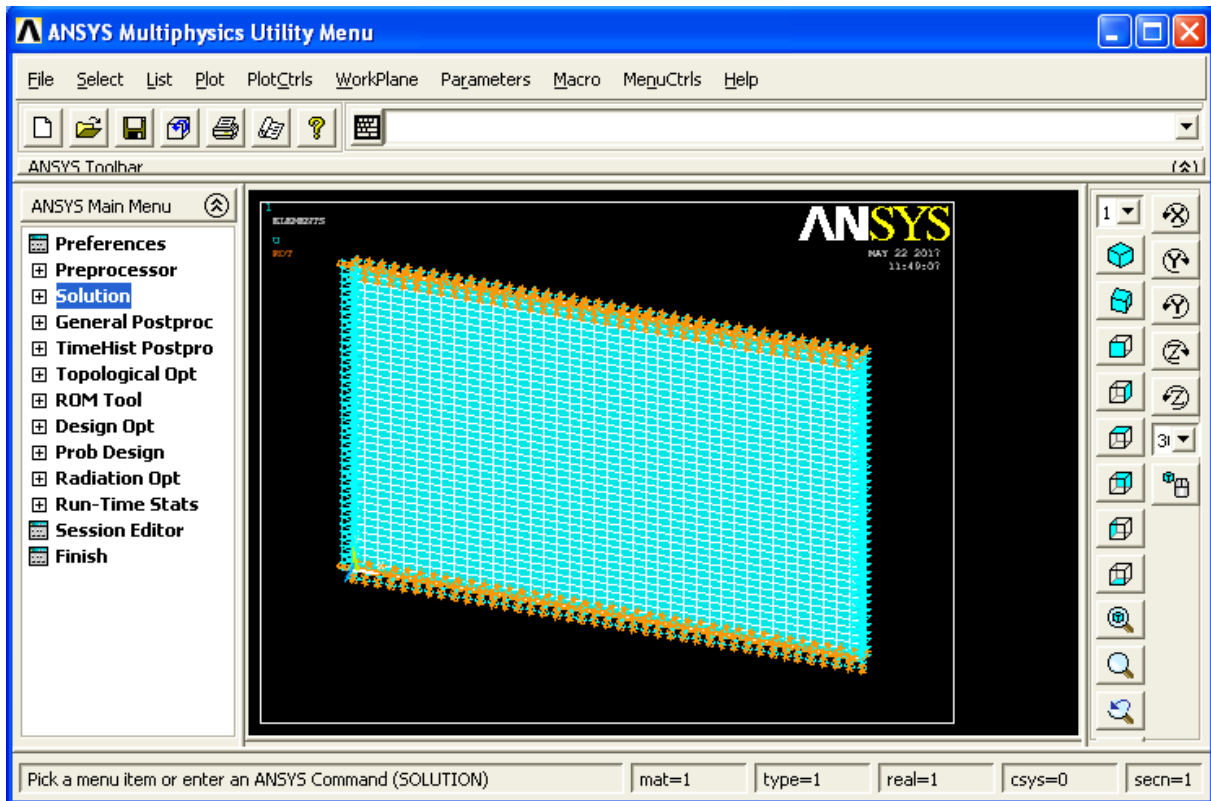 ANSYS Multiphysics Utility Menu
File Select List Plot PlotCtrls WorkPlane Parameters Macro MenuCtrls Help
ANSYS Toolbar
ANSYS Main Menu
Preferences
Preprocessor
Solution
General Postproc
TimeHist Postpro
Topological Opt
ROM Tool
Design Opt
Prob Design
Radiation Opt
Run-Time Stats
Session Editor
Finish
1
ELEMENTS
U
ROT
ANSYS
MAY 22 2017
11:49:07
1
X
Y
Y
Z
Z
Pick a menu item or enter an ANSYS Command (SOLUTION) mat=1 type=1 real=1 csys=0 secn=1